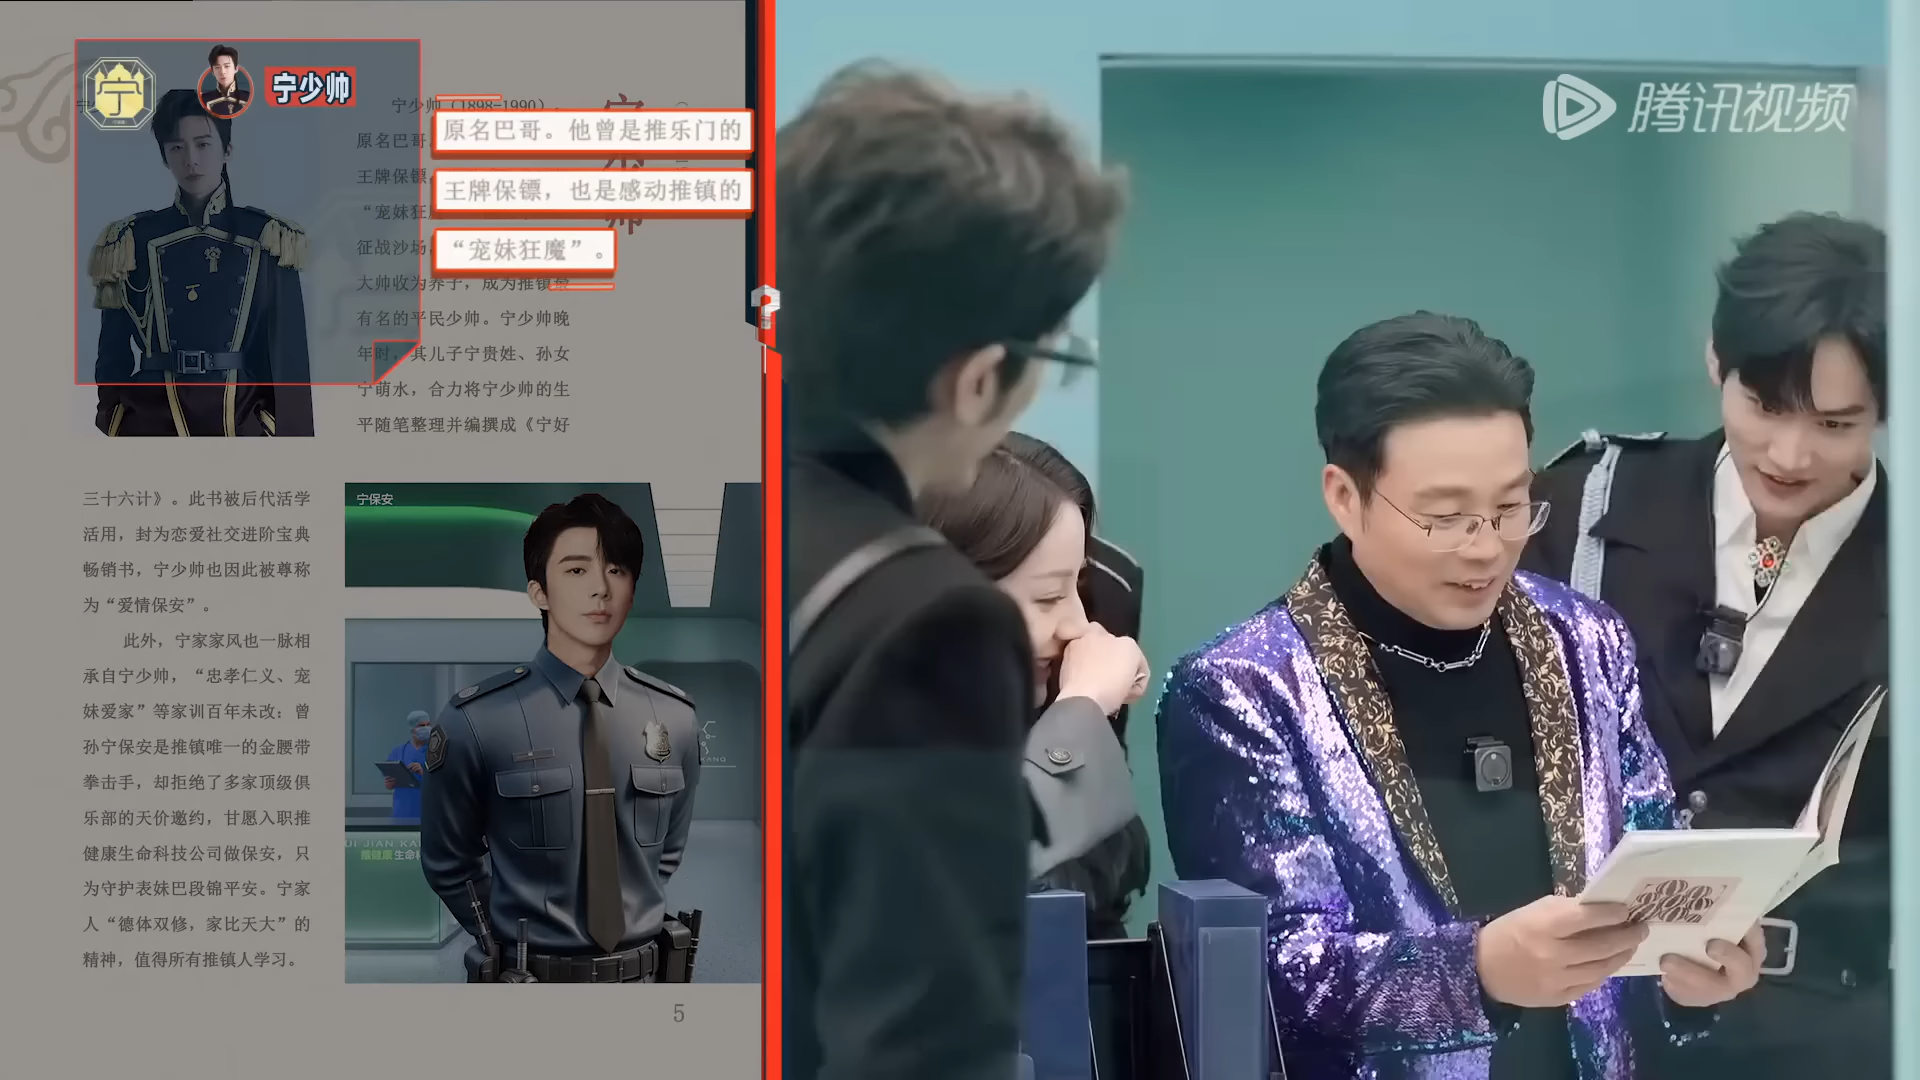 宁
宁少帅
宁少帅（1898-1990），
原名巴哥。他曾是推乐门的
王牌保镖，也是感动推镇的
“宠妹狂魔”。
原名巴哥
王牌保镖，
“宠妹狂
征战沙场，
大帅收为养子，成为推镇最
有名的平民少帅。宁少帅晚
年时，其儿子宁贵姓、孙女
宁萌水，合力将宁少帅的生
平随笔整理并编撰成《宁好
三十六计》。此书被后代活学
活用，封为恋爱社交进阶宝典
畅销书，宁少帅也因此被尊称
为“爱情保安”。
此外，宁家家风也一脉相
承自宁少帅，“忠孝仁义、宠
妹爱家”等家训百年未改；曾
孙宁保安是推镇唯一的金腰带
拳击手，却拒绝了多家顶级俱
乐部的天价邀约，甘愿入职推
健康生命科技公司做保安，只
为守护表妹巴段锦平安。宁家
人“德体双修，家比天大”的
精神，值得所有推镇人学习。
宁保安
UI JIAN KA
推健康 生命科
KANG
5
腾讯视频